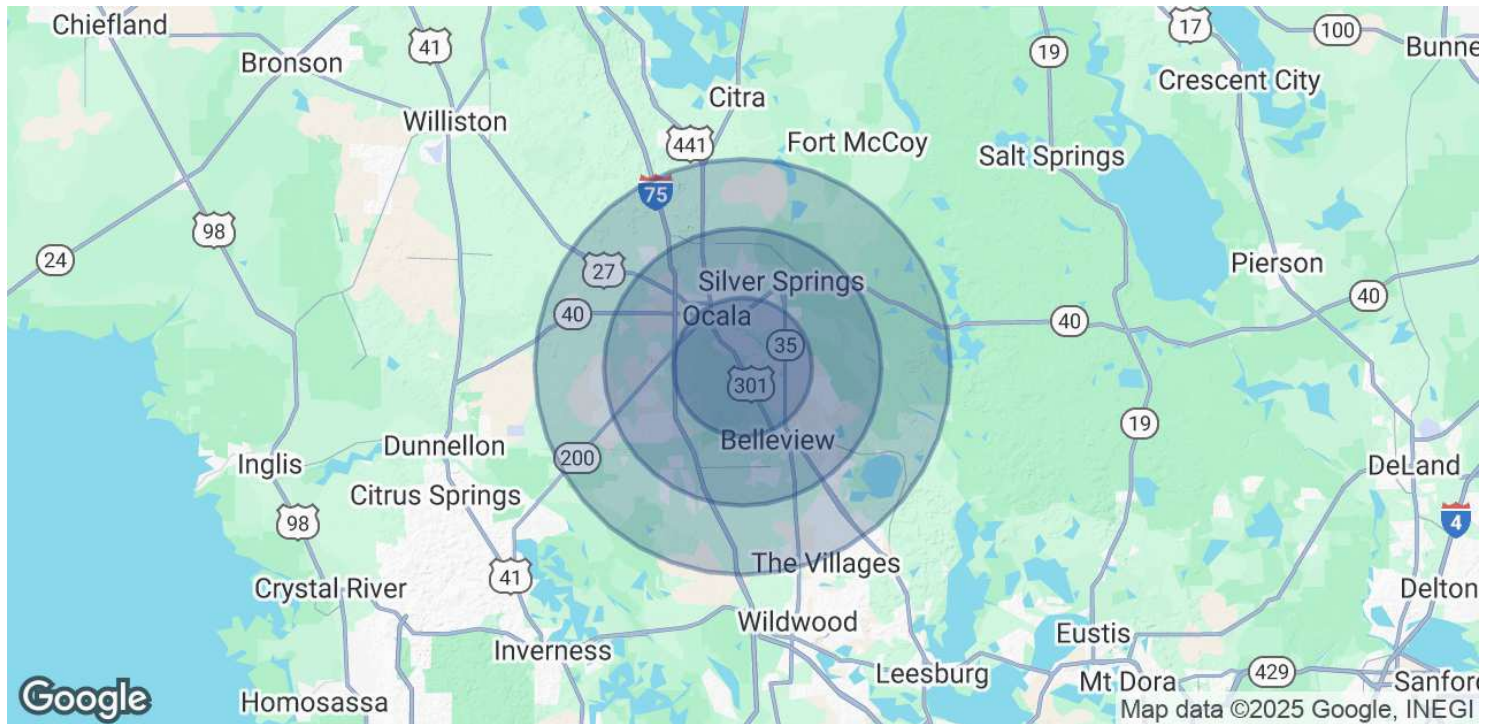 Chiefland
41
17
100
Bronson
19
Bunne
Citra
Crescent City
Williston
441
Fort McCoy
Salt Springs
75
98
24
27
Silver Springs
Pierson
40
40
40
Ocala
35
301
19
Belleview
Dunnellon
200
Inglis
DeLand
Citrus Springs
98
4
The Villages
41
Crystal River
Delton
Wildwood
Eustis
Inverness
Leesburg
429
Mt Dora
Sanford
Google
Homosassa
Map data ©2025 Google, INEGI